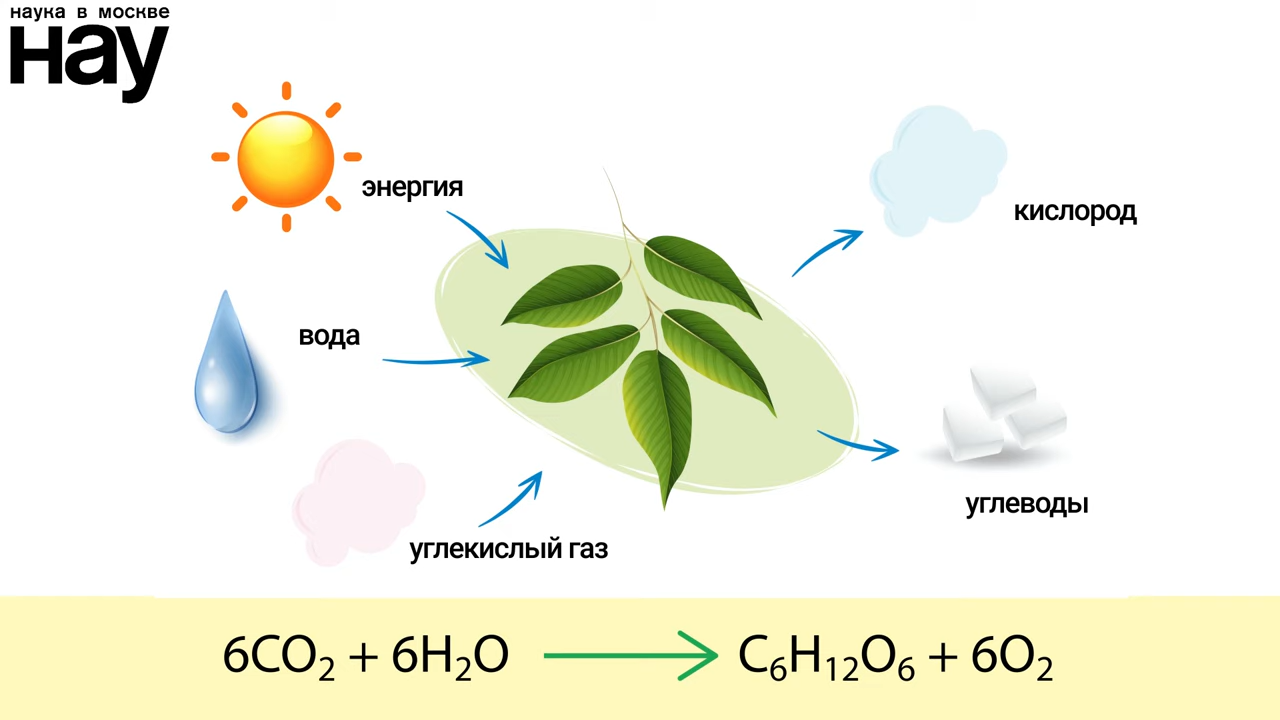 наука в москве
нау
энергия
кислород
вода
углеводы
углекислый газ
6CO₂ + 6H₂O → C₆H₁₂O₆ + 6O₂